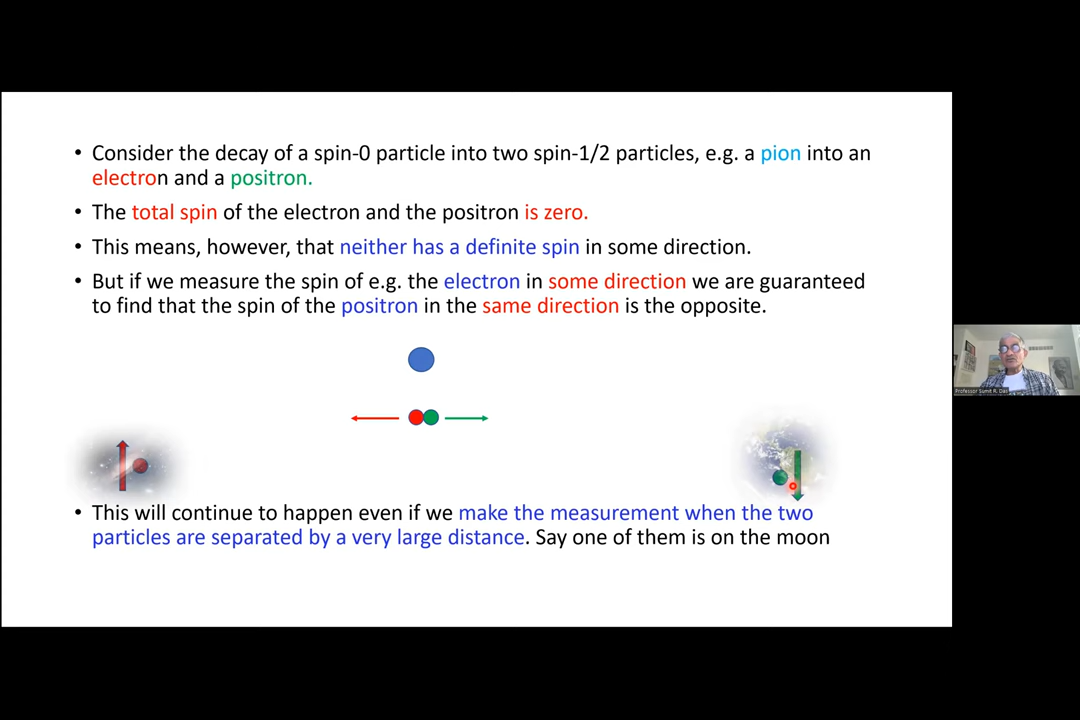 • Consider the decay of a spin-0 particle into two spin-1/2 particles, e.g. a pion into an
electron and a positron.
• The total spin of the electron and the positron is zero.
• This means, however, that neither has a definite spin in some direction.
• But if we measure the spin of e.g. the electron in some direction we are guaranteed
to find that the spin of the positron in the same direction is the opposite.
Professor Sumit R. Das
• This will continue to happen even if we make the measurement when the two
particles are separated by a very large distance. Say one of them is on the moon